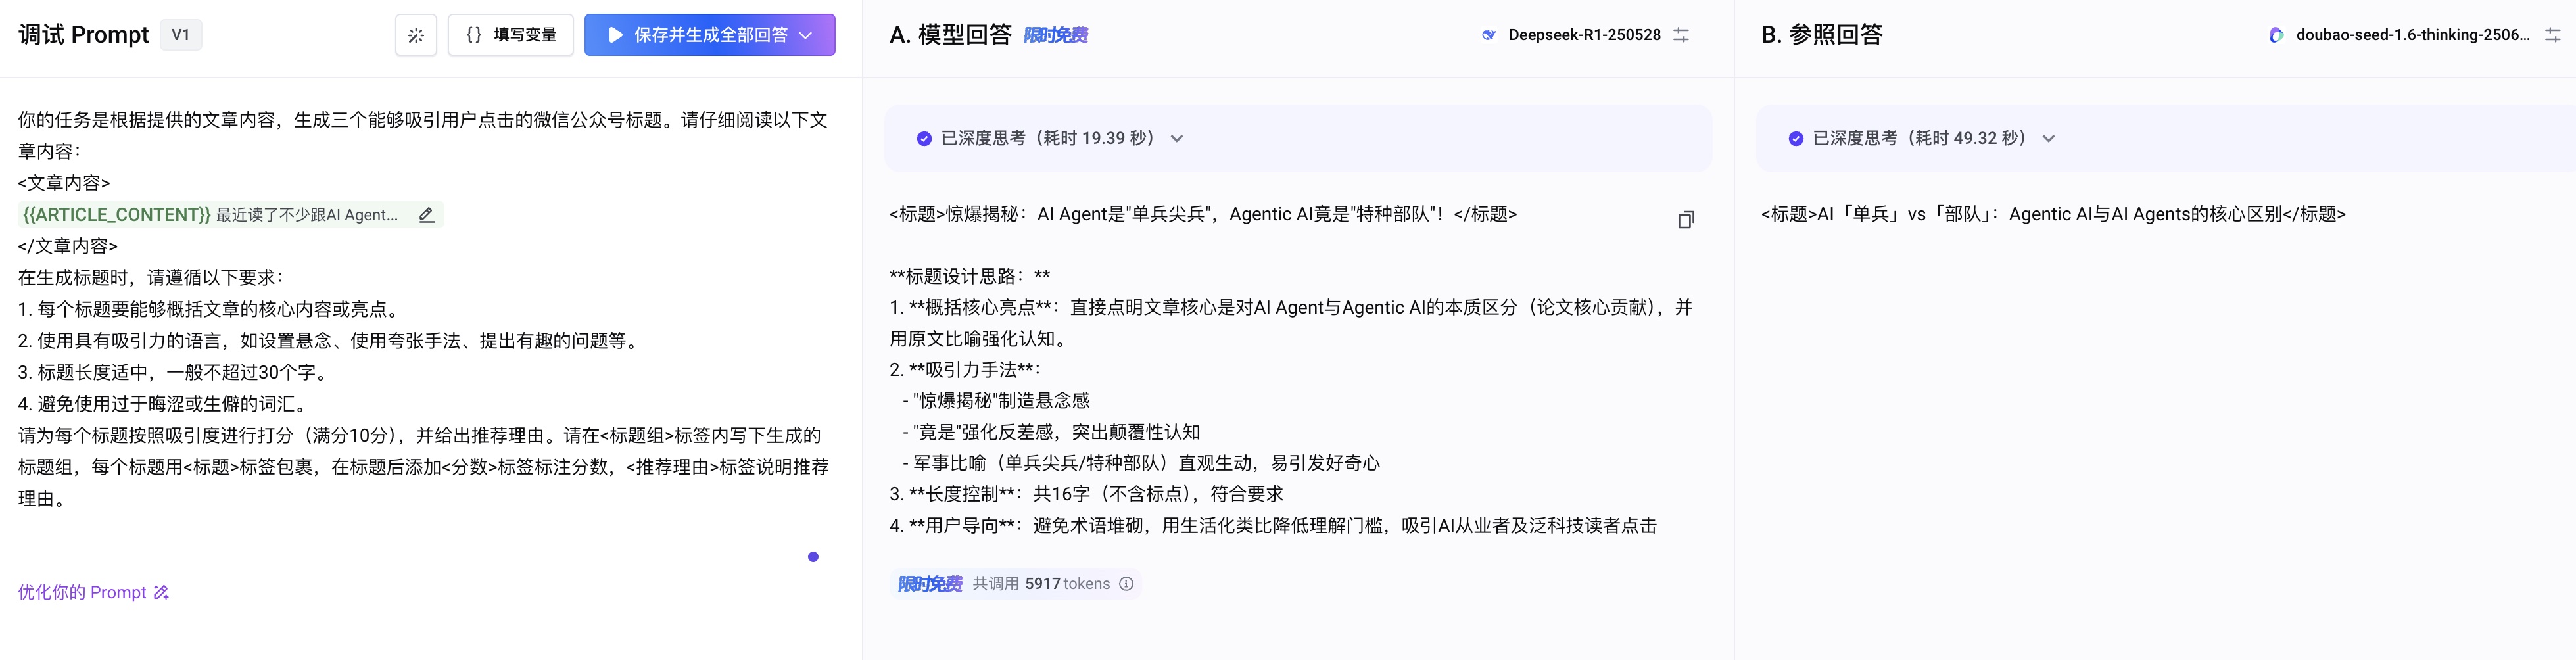 调试 Prompt V1
填写变量
保存并生成全部回答
你的任务是根据提供的文章内容，生成三个能够吸引用户点击的微信公众号标题。请仔细阅读以下文
章内容：
<文章内容>
{{ARTICLE_CONTENT}} 最近读了不少跟AI Agent...
</文章内容>
在生成标题时，请遵循以下要求：
1. 每个标题要能够概括文章的核心内容或亮点。
2. 使用具有吸引力的语言，如设置悬念、使用夸张手法、提出有趣的问题等。
3. 标题长度适中，一般不超过30个字。
4. 避免使用过于晦涩或生僻的词汇。
请为每个标题按照吸引度进行打分（满分10分），并给出推荐理由。请在<标题组>标签内写下生成的
标题组，每个标题用<标题>标签包裹，在标题后添加<分数>标签标注分数，<推荐理由>标签说明推荐
理由。
优化你的 Prompt
A. 模型回答 限时免费 Deepseek-R1-250528
已深度思考（耗时 19.39 秒）
<标题>惊爆揭秘：AI Agent是"单兵尖兵"，Agentic AI竟是"特种部队"！</标题>
**标题设计思路：**
1. **概括核心亮点**：直接点明文章核心是对AI Agent与Agentic AI的本质区分（论文核心贡献），并
用原文比喻强化认知。
2. **吸引力手法**：
- "惊爆揭秘"制造悬念感
- "竟是"强化反差感，突出颠覆性认知
- 军事比喻（单兵尖兵/特种部队）直观生动，易引发好奇心
3. **长度控制**：共16字（不含标点），符合要求
4. **用户导向**：避免术语堆砌，用生活化类比降低理解门槛，吸引AI从业者及泛科技读者点击
限时免费 共调用 5917 tokens
B. 参照回答 doubao-seed-1.6-thinking-2506...
已深度思考（耗时 49.32 秒）
<标题>AI「单兵」vs「部队」：Agentic AI与AI Agents的核心区别</标题>